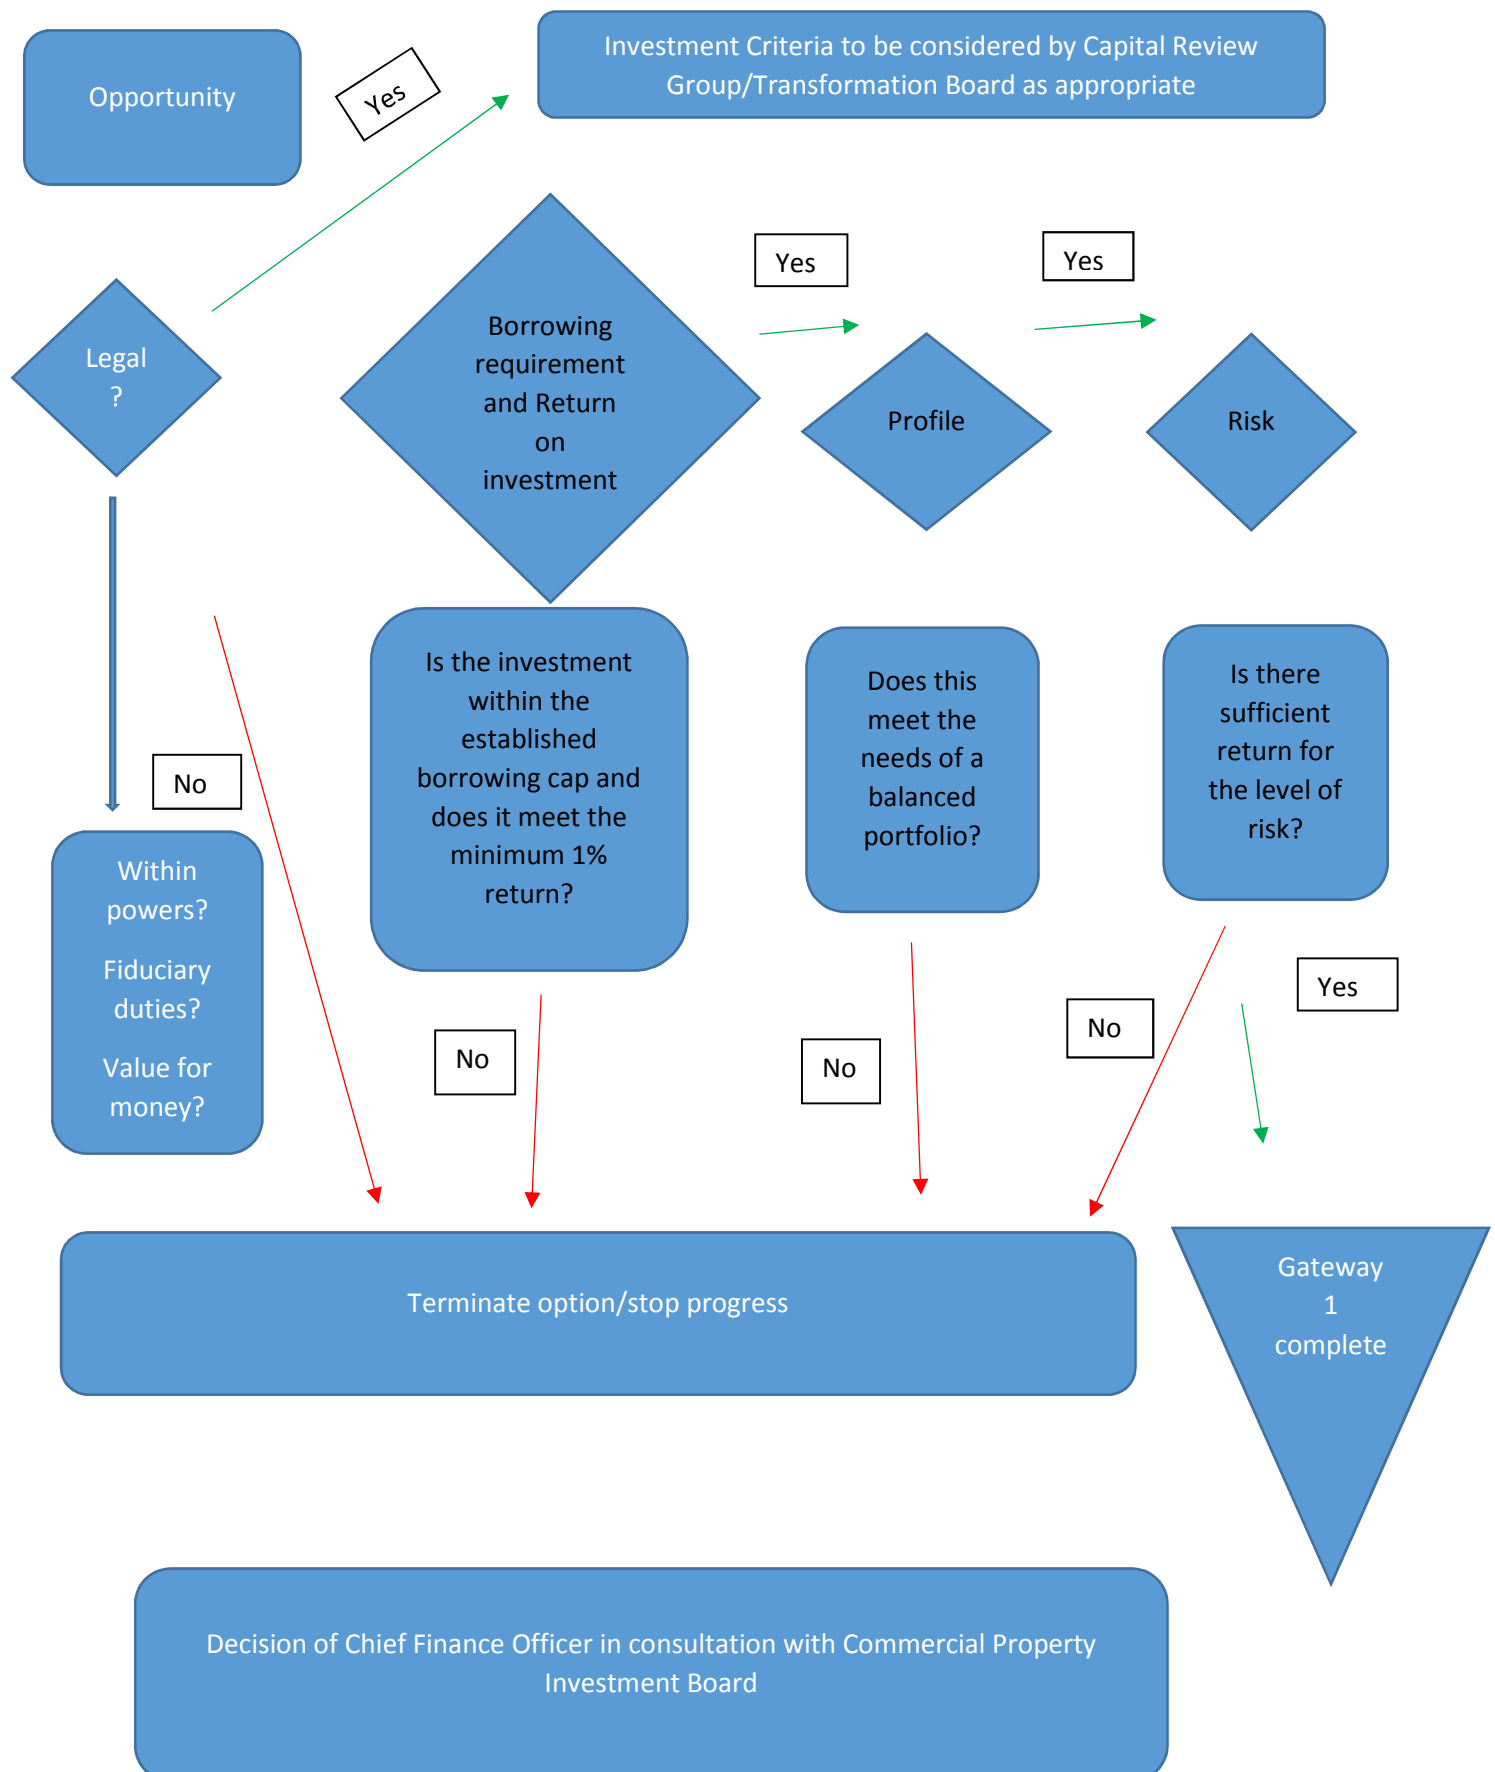 Opportunity
Yes
Investment Criteria to be considered by Capital Review
Group/Transformation Board as appropriate
Legal
?
Borrowing
requirement
and Return
on
investment
Yes
Profile
Yes
Risk
No
Within
powers?
Fiduciary
duties?
Value for
money?
Is the investment
within the
established
borrowing cap and
does it meet the
minimum 1%
return?
No
Does this
meet the
needs of a
balanced
portfolio?
No
Is there
sufficient
return for
the level of
risk?
No
Yes
Terminate option/stop progress
Gateway
1
complete
Decision of Chief Finance Officer in consultation with Commercial Property
Investment Board